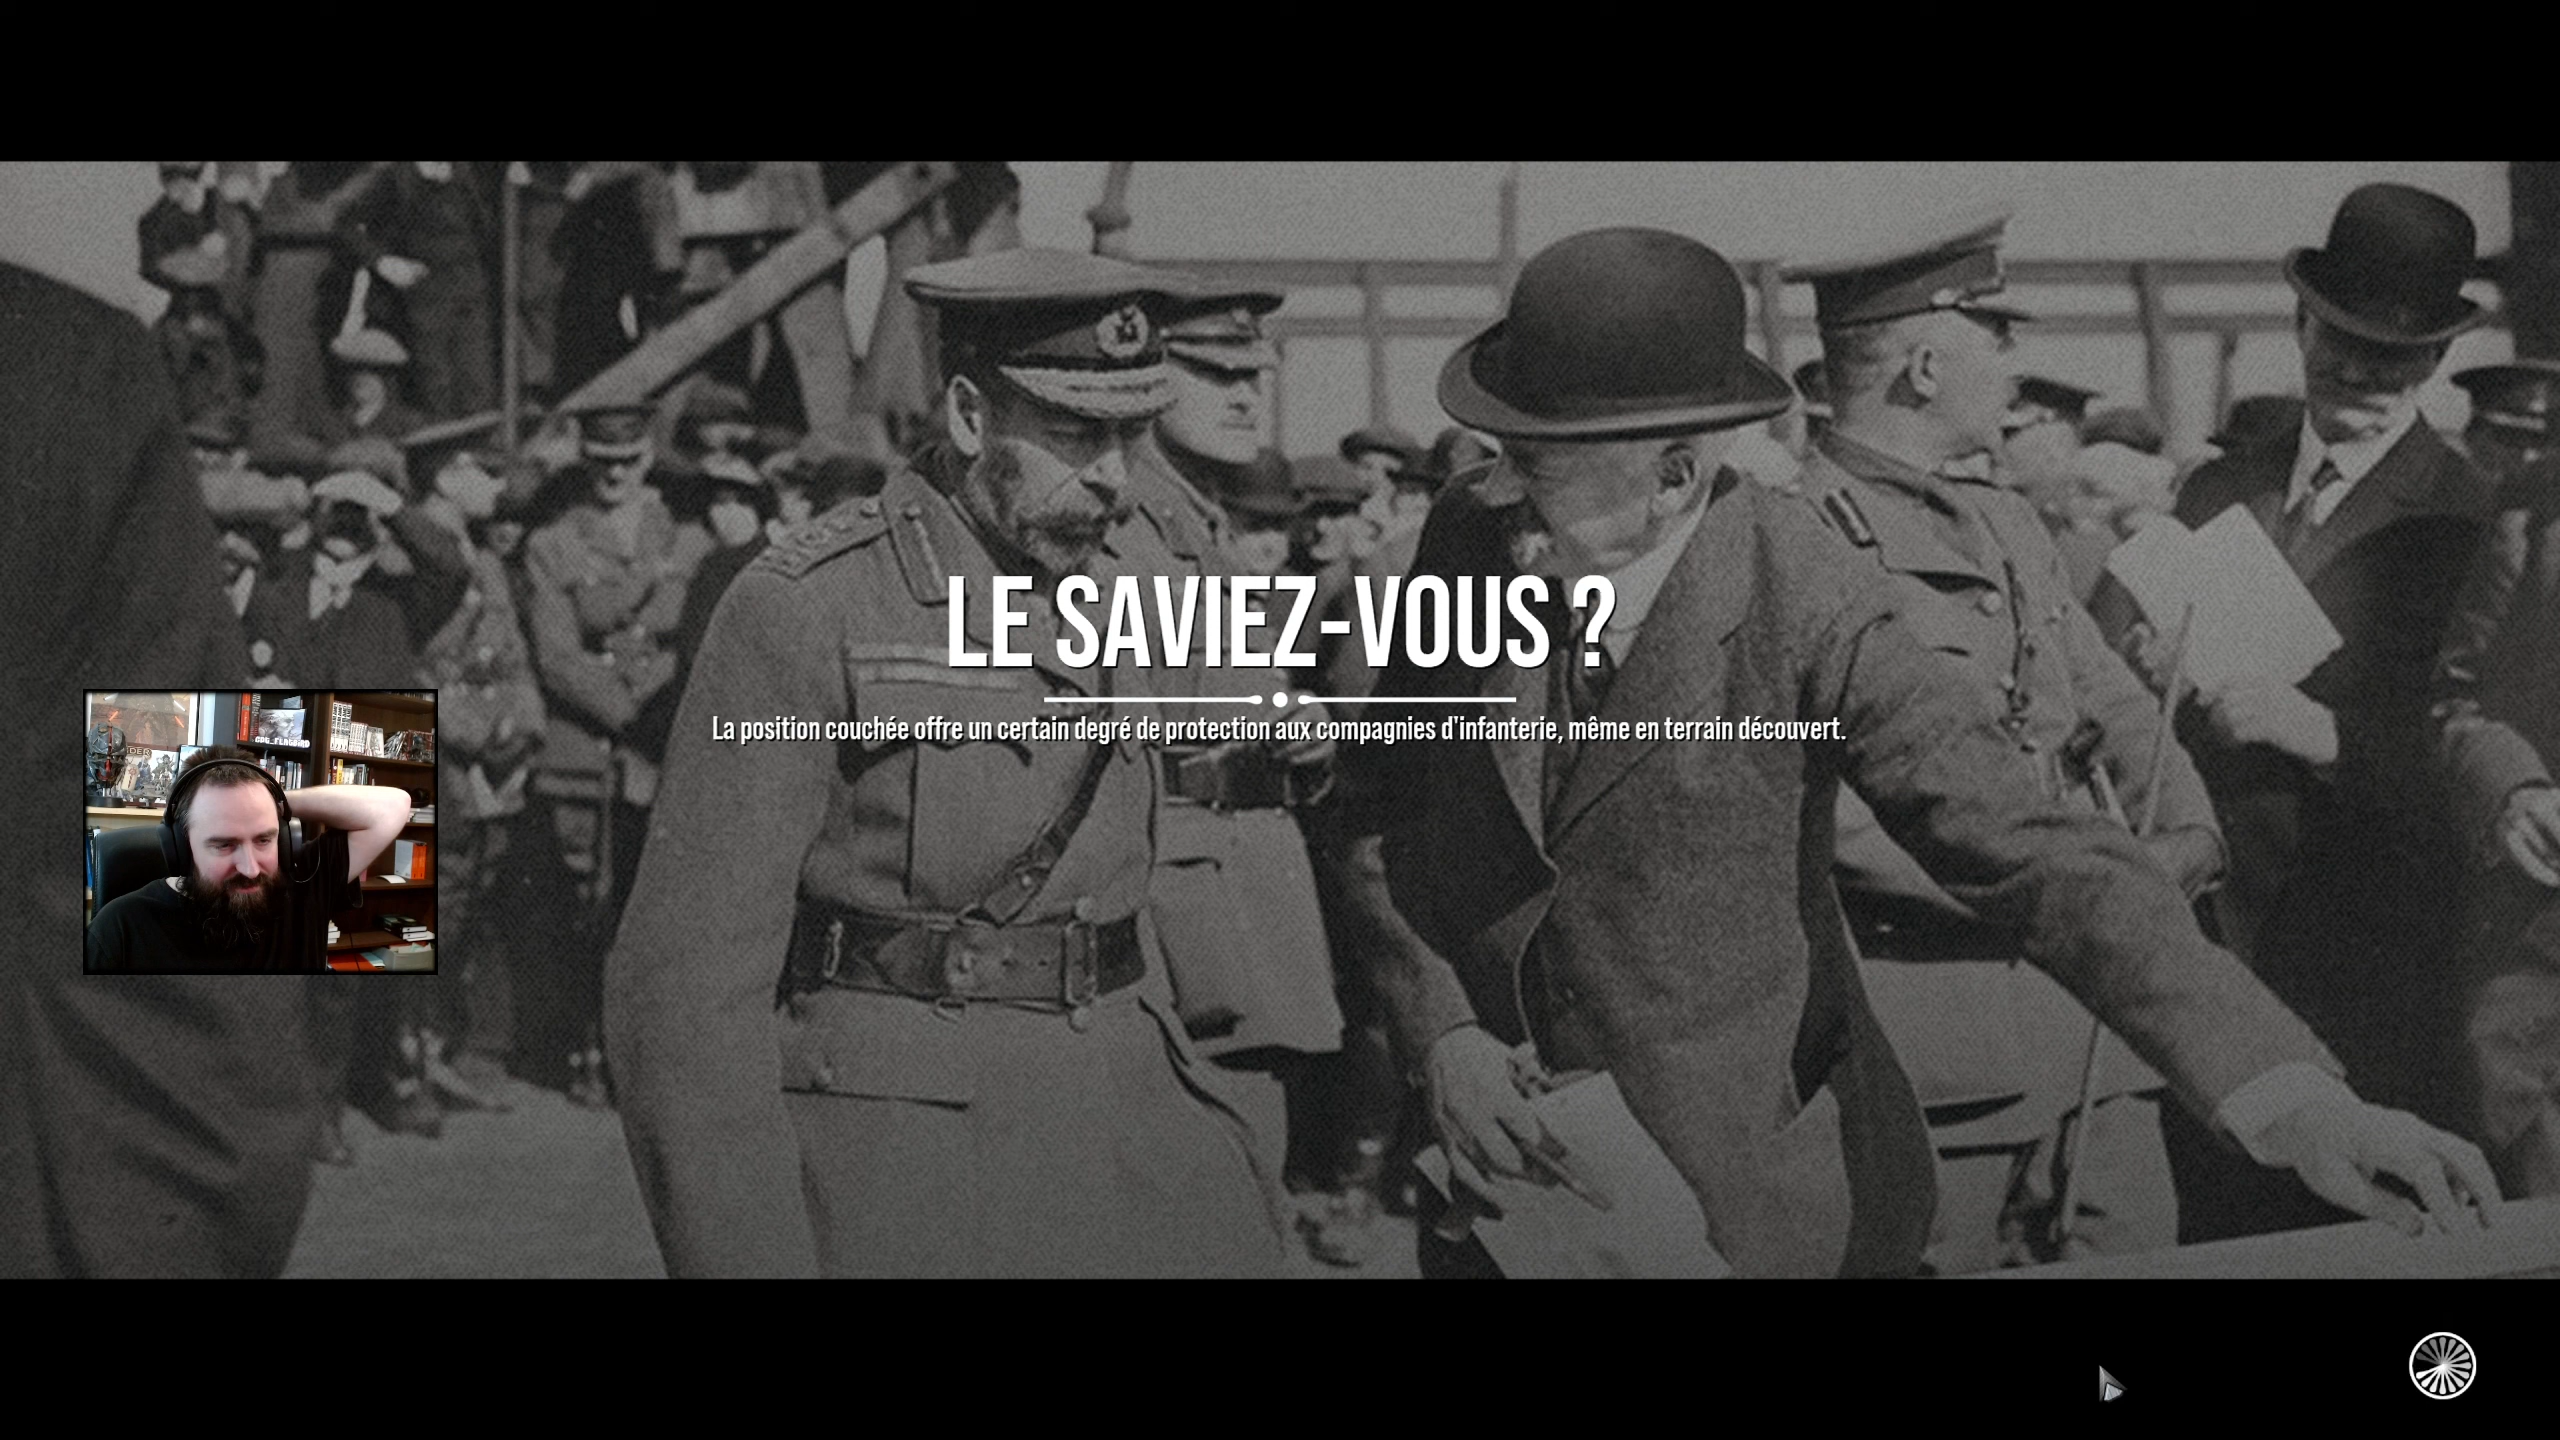 LE SAVIEZ-VOUS ?
La position couchée offre un certain degré de protection aux compagnies d'infanterie, même en terrain découvert.